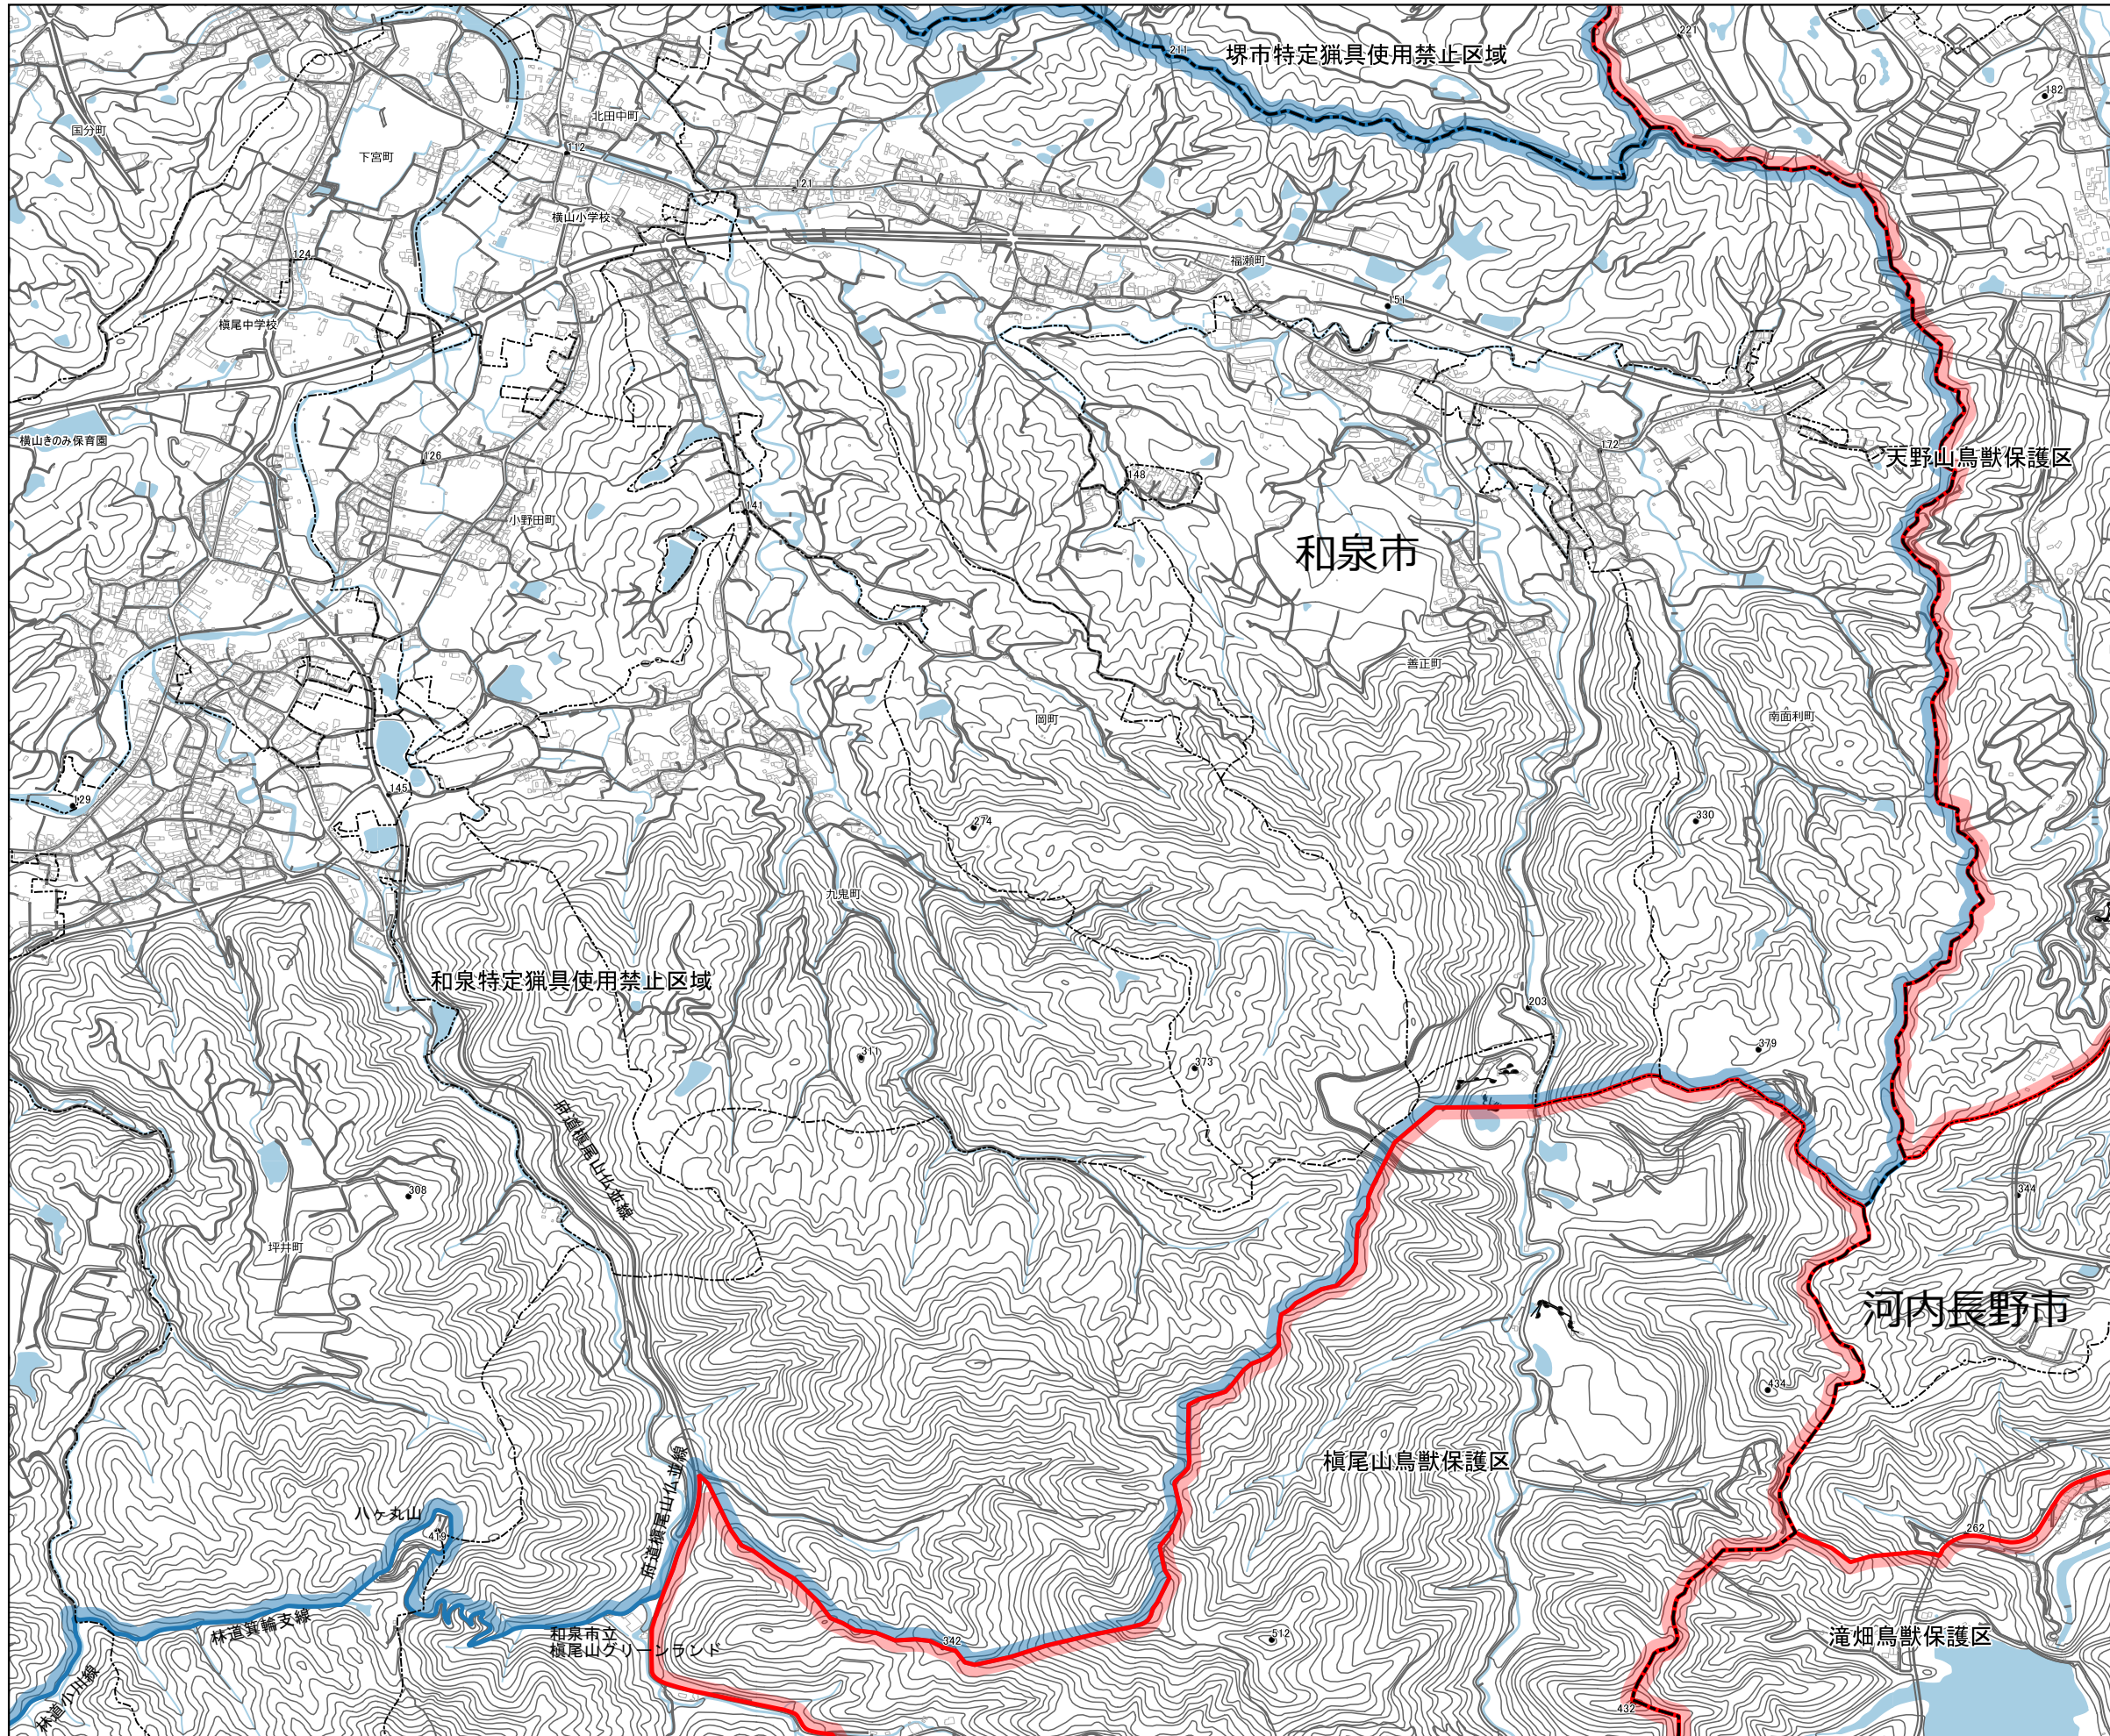 221
211
堺市特定猟具使用禁止区域
182
北田中町
国分町
112
下宮町
121
横山小学校
124
福瀬町
151
槇尾中学校
横山きのみ保育園
172
126
天野山鳥獣保護区
148
141
小野田町
和泉市
善正町
南面利町
岡町
129
145
274
330
九鬼町
和泉特定猟具使用禁止区域
203
379
311
373
府道槇尾山仏並線
308
344
坪井町
河内長野市
434
槇尾山鳥獣保護区
府道槇尾山仏並線
八ヶ丸山
419
262
林道箕輪支線
和泉市立
槇尾山グリーンランド
342
512
滝畑鳥獣保護区
林道小川線
432